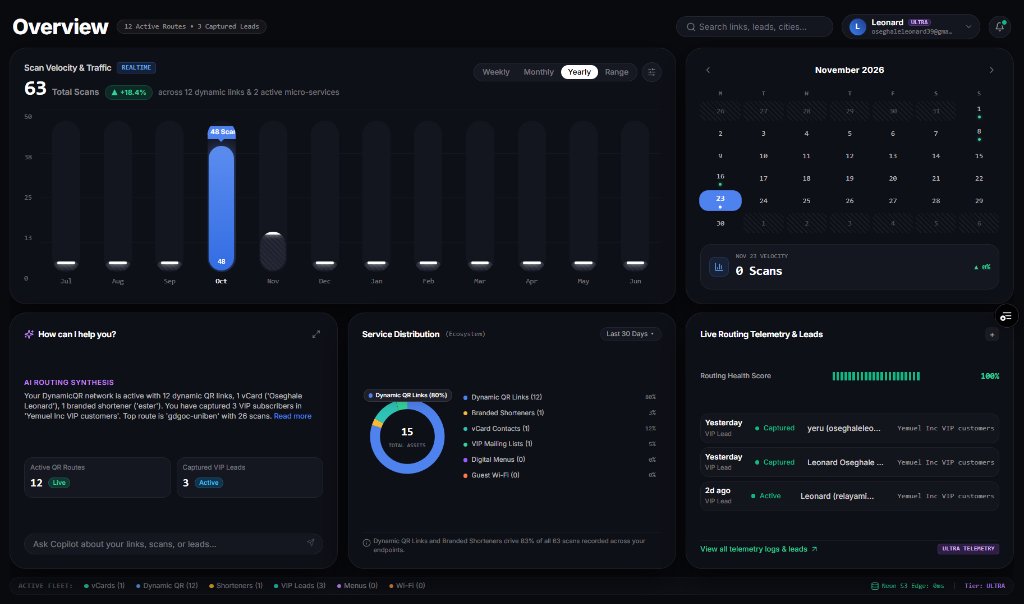 Overview
12 Active Routes • 3 Captured Leads
Search links, leads, cities...
L
Leonard ULTRA
oseghaleleonard39@gma…
Scan Velocity & Traffic REALTIME
63 Total Scans ▲ +18.4% across 12 dynamic links & 2 active micro-services
Weekly Monthly Yearly Range
50
38
25
13
0
48 Scan
48
Jul Aug Sep Oct Nov Dec Jan Feb Mar Apr May Jun
November 2026
M T W T F S S
26 27 28 29 30 31 1
2 3 4 5 6 7 8
9 10 11 12 13 14 15
16 17 18 19 20 21 22
23 24 25 26 27 28 29
30 1 2 3 4 5 6
NOV 23 VELOCITY
0 Scans
▲ 0%
How can I help you?
AI ROUTING SYNTHESIS
Your DynamicQR network is active with 12 dynamic QR links, 1 vCard ('Oseghale
Leonard'), 1 branded shortener ('ester'). You have captured 3 VIP subscribers in
'Yemuel Inc VIP customers'. Top route is 'gdgoc-uniben' with 26 scans. Read more
Active QR Routes
12 Live
Captured VIP Leads
3 Active
Ask Copilot about your links, scans, or leads...
Service Distribution (Ecosystem)
Last 30 Days
Dynamic QR Links (80%)
15
TOTAL ASSETS
Dynamic QR Links (12) 80%
Branded Shorteners (1) 3%
vCard Contacts (1) 12%
VIP Mailing Lists (1) 5%
Digital Menus (0) 0%
Guest Wi-Fi (0) 0%
Dynamic QR Links and Branded Shorteners drive 83% of all 63 scans recorded across your
endpoints.
Live Routing Telemetry & Leads
+
Routing Health Score 100%
Yesterday
VIP Lead
Captured
yeru (oseghaleleo...
Yemuel Inc VIP customers
Yesterday
VIP Lead
Captured
Leonard Oseghale ...
Yemuel Inc VIP customers
2d ago
VIP Lead
Active
Leonard (relayami...
Yemuel Inc VIP customers
View all telemetry logs & leads ↗
ULTRA TELEMETRY
ACTIVE FLEET: vCards (1) Dynamic QR (12) Shorteners (1) VIP Leads (3) Menus (0) Wi-Fi (0)
Neon S3 Edge: 0ms Tier: ULTRA